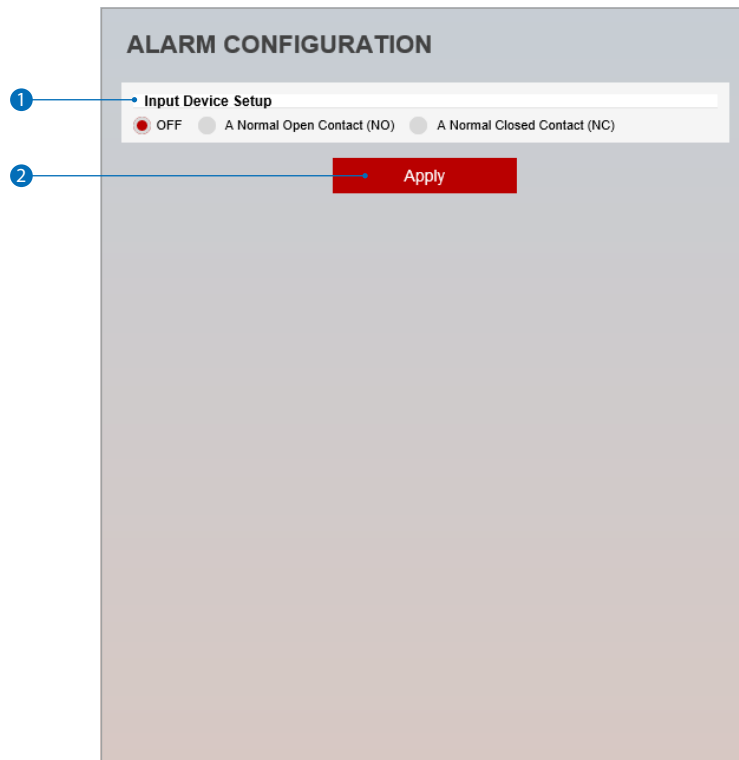 ALARM CONFIGURATION
1
Input Device Setup
OFF A Normal Open Contact (NO) A Normal Closed Contact (NC)
2
Apply